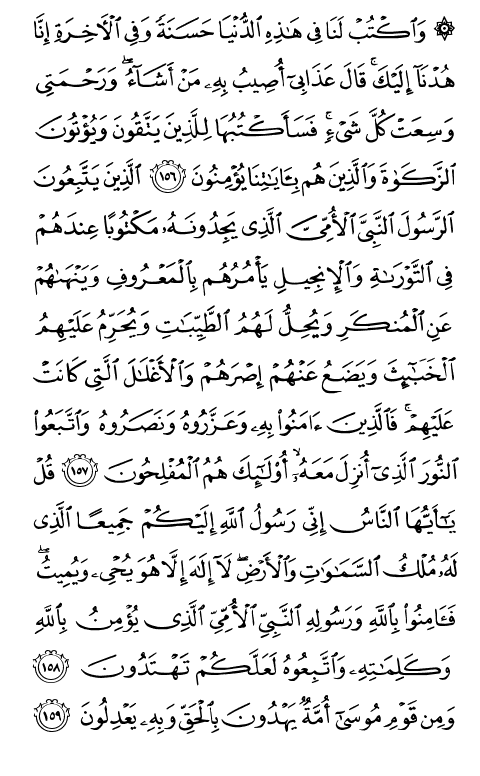 ۞ وَٱكۡتُبۡ لَنَا فِي هَٰذِهِ ٱلدُّنۡيَا حَسَنَةٗ وَفِي ٱلۡأٓخِرَةِ إِنَّا
هُدۡنَآ إِلَيۡكَۚ قَالَ عَذَابِيٓ أُصِيبُ بِهِۦ مَنۡ أَشَآءُۖ وَرَحۡمَتِي
وَسِعَتۡ كُلَّ شَيۡءٖۚ فَسَأَكۡتُبُهَا لِلَّذِينَ يَتَّقُونَ وَيُؤۡتُونَ
ٱلزَّكَوٰةَ وَٱلَّذِينَ هُم بِـَٔايَٰتِنَا يُؤۡمِنُونَ ١٥٦ ٱلَّذِينَ يَتَّبِعُونَ
ٱلرَّسُولَ ٱلنَّبِيَّ ٱلۡأُمِّيَّ ٱلَّذِي يَجِدُونَهُۥ مَكۡتُوبًا عِندَهُمۡ
فِي ٱلتَّوۡرَىٰةِ وَٱلۡإِنجِيلِ يَأۡمُرُهُم بِٱلۡمَعۡرُوفِ وَيَنۡهَىٰهُمۡ
عَنِ ٱلۡمُنكَرِ وَيُحِلُّ لَهُمُ ٱلطَّيِّبَٰتِ وَيُحَرِّمُ عَلَيۡهِمُ
ٱلۡخَبَٰٓئِثَ وَيَضَعُ عَنۡهُمۡ إِصۡرَهُمۡ وَٱلۡأَغۡلَٰلَ ٱلَّتِي كَانَتۡ
عَلَيۡهِمۡۚ فَٱلَّذِينَ ءَامَنُواْ بِهِۦ وَعَزَّرُوهُ وَنَصَرُوهُ وَٱتَّبَعُواْ
ٱلنُّورَ ٱلَّذِيٓ أُنزِلَ مَعَهُۥٓۙ أُوْلَٰٓئِكَ هُمُ ٱلۡمُفۡلِحُونَ ١٥٧ قُلۡ
يَٰٓأَيُّهَا ٱلنَّاسُ إِنِّي رَسُولُ ٱللَّهِ إِلَيۡكُمۡ جَمِيعًا ٱلَّذِي
لَهُۥ مُلۡكُ ٱلسَّمَٰوَٰتِ وَٱلۡأَرۡضِۖ لَآ إِلَٰهَ إِلَّا هُوَ يُحۡيِۦ وَيُمِيتُۖ
فَـَٔامِنُواْ بِٱللَّهِ وَرَسُولِهِ ٱلنَّبِيِّ ٱلۡأُمِّيِّ ٱلَّذِي يُؤۡمِنُ بِٱللَّهِ
وَكَلِمَٰتِهِۦ وَٱتَّبِعُوهُ لَعَلَّكُمۡ تَهۡتَدُونَ ١٥٨
وَمِن قَوۡمِ مُوسَىٰٓ أُمَّةٞ يَهۡدُونَ بِٱلۡحَقِّ وَبِهِۦ يَعۡدِلُونَ ١٥٩